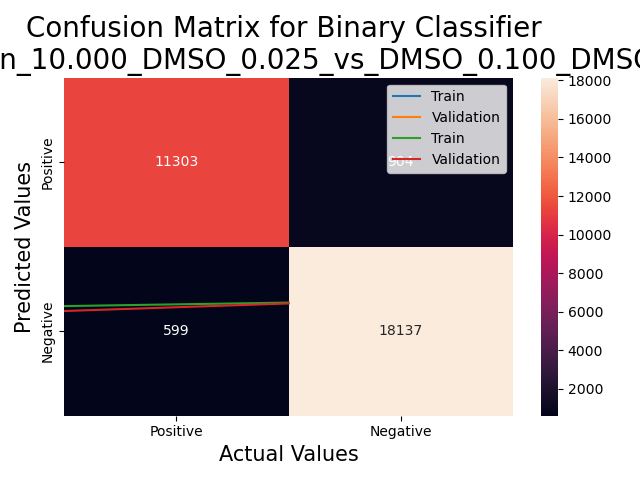 Confusion Matrix for Binary Classifier
n_10.000_DMSO_0.025_vs_DMSO_0.100_DMSO
Train
Validation
Train
Validation
Positive
Negative
Predicted Values
11303
599
18137
Positive
Negative
Actual Values
18000
16000
14000
12000
10000
8000
6000
4000
2000